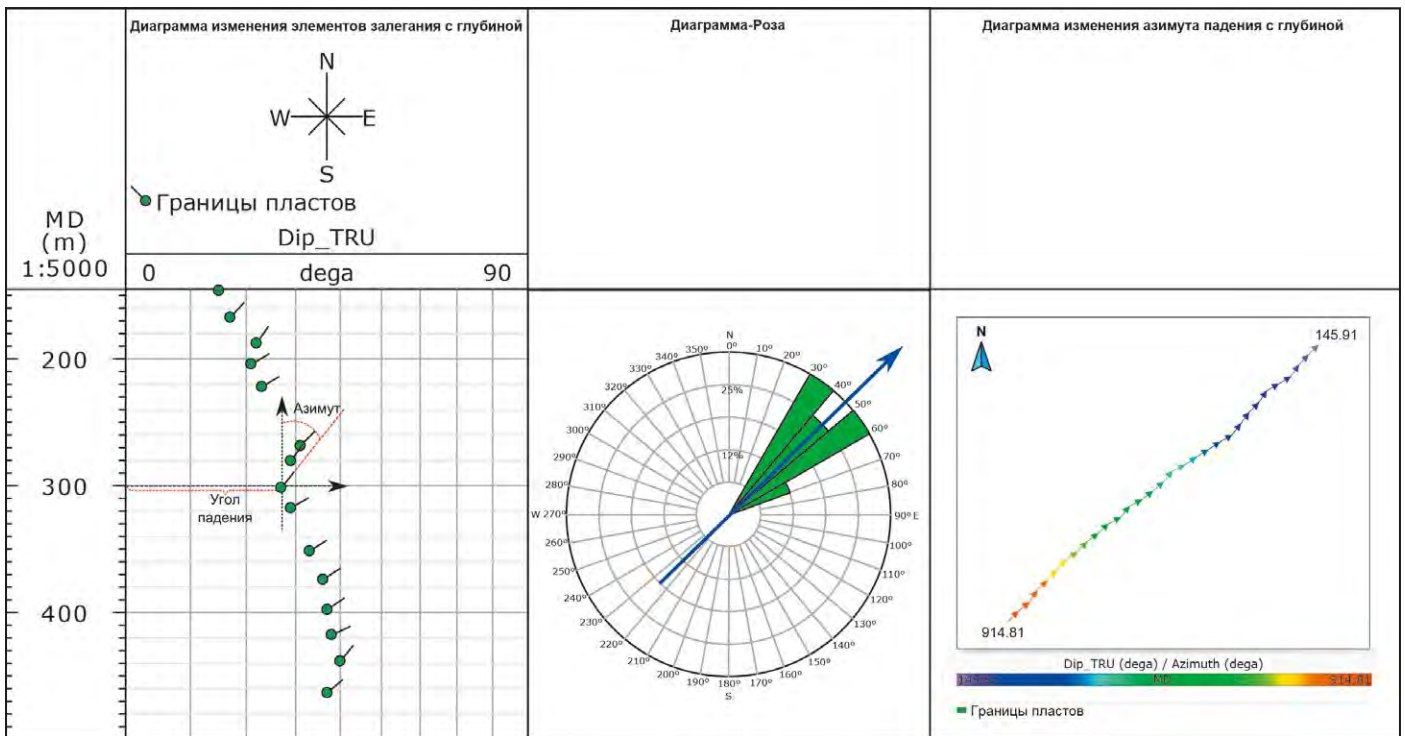 Диаграмма изменения элементов залегания с глубиной
N
W E
S
Границы пластов
MD
(m)
1:5000
Dip_TRU
0 dega 90
200
300
400
Азимут
Угол
падения
Диаграмма-Роза
N
0°
10°
20°
30°
40°
50°
60°
70°
80°
90° E
100°
110°
120°
130°
140°
150°
160°
170°
180°
S
190°
200°
210°
220°
230°
240°
250°
260°
W 270°
280°
290°
300°
310°
320°
330°
340°
350°
25%
12%
Диаграмма изменения азимута падения с глубиной
N
145.91
914.81
Dip_TRU (dega) / Azimuth (dega)
MD 914.81
Границы пластов